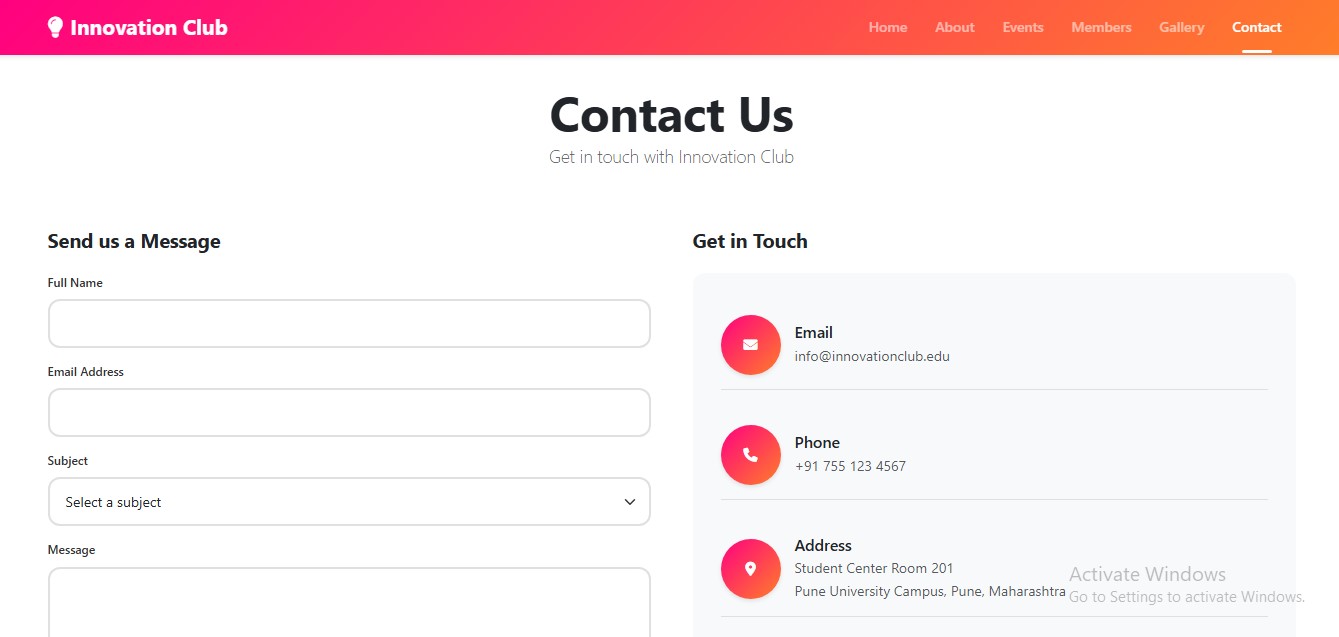 Innovation Club
Home About Events Members Gallery Contact
Contact Us
Get in touch with Innovation Club
Send us a Message
Full Name
Email Address
Subject
Select a subject
Message
Get in Touch
Email
info@innovationclub.edu
Phone
+91 755 123 4567
Address
Student Center Room 201
Pune University Campus, Pune, Maharashtra
Activate Windows
Go to Settings to activate Windows.